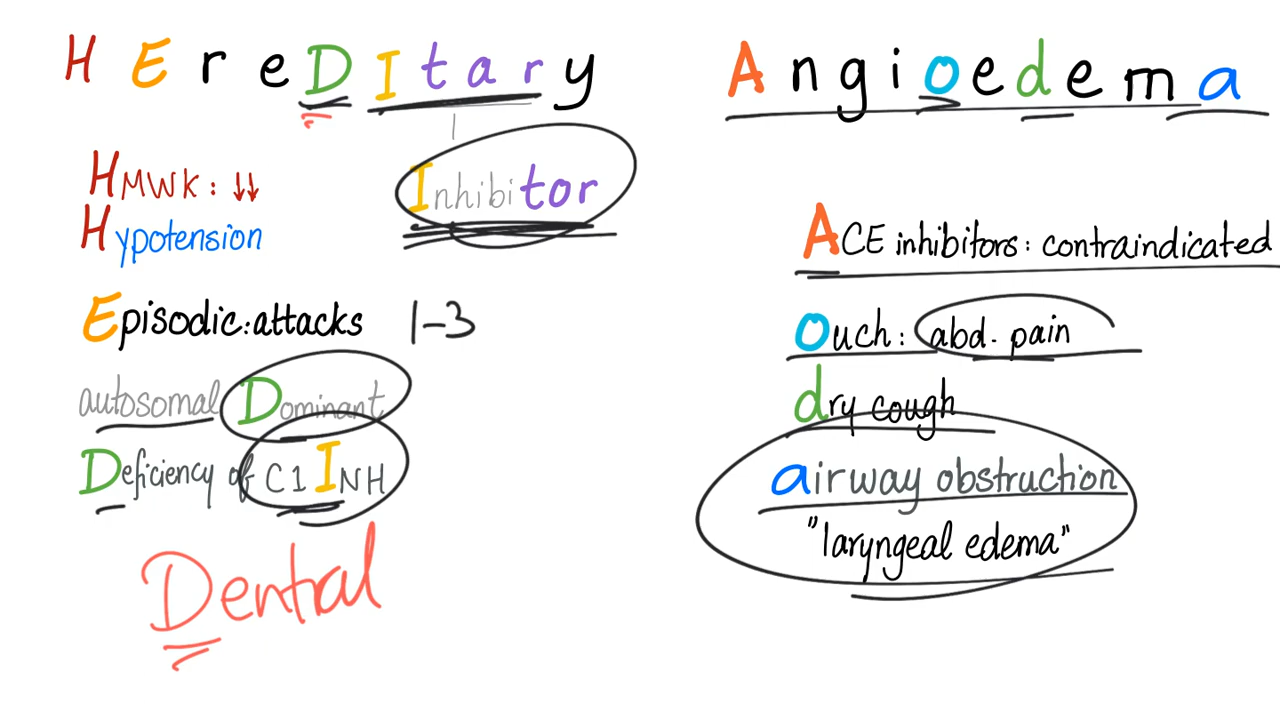 HEreDItary
HMWK: ↓↓
Hypotension
Inhibitor
Episodic: attacks 1-3
autosomal Dominant
Deficiency of C1 INH
Dental
Angioedema
ACE inhibitors: contraindicated
Ouch: abd. pain
dry cough
airway obstruction
"laryngeal edema"